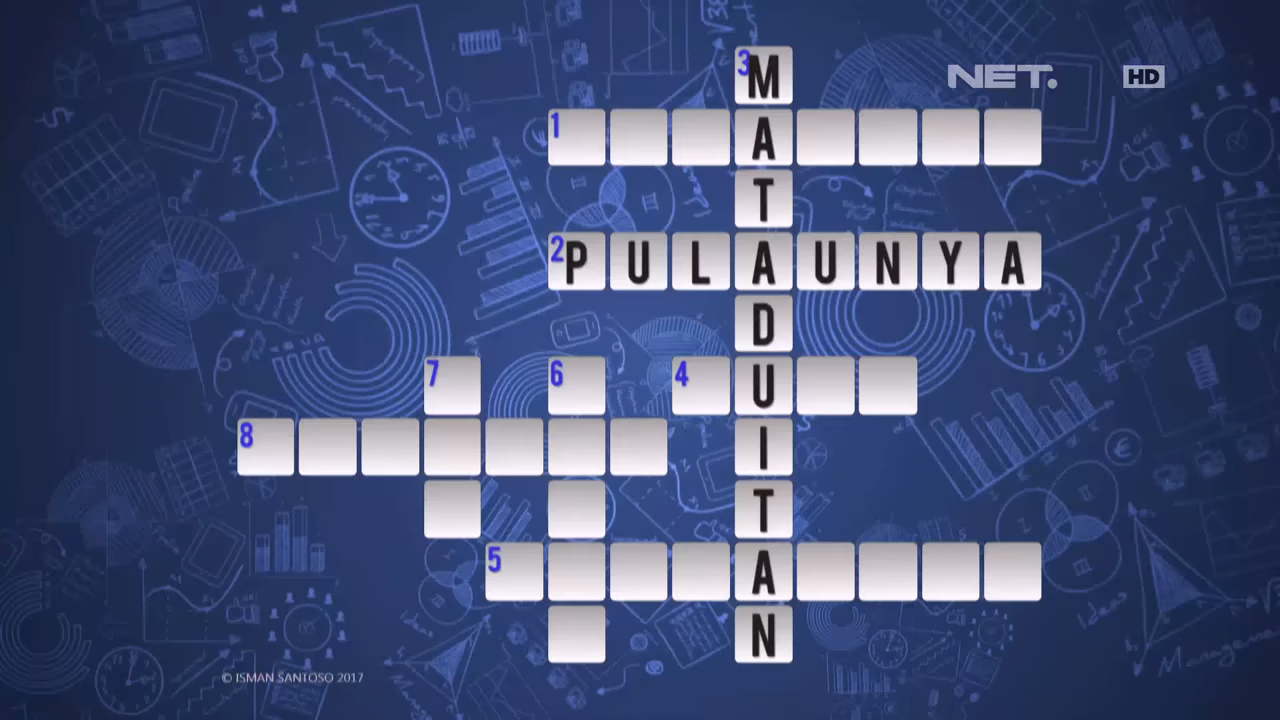 NET.
HD
3 M
1 A
T
2 PULAUNYA
D
7 6 4 U
8 I
T
5 A
N
© ISMAN SANTOSO 2017